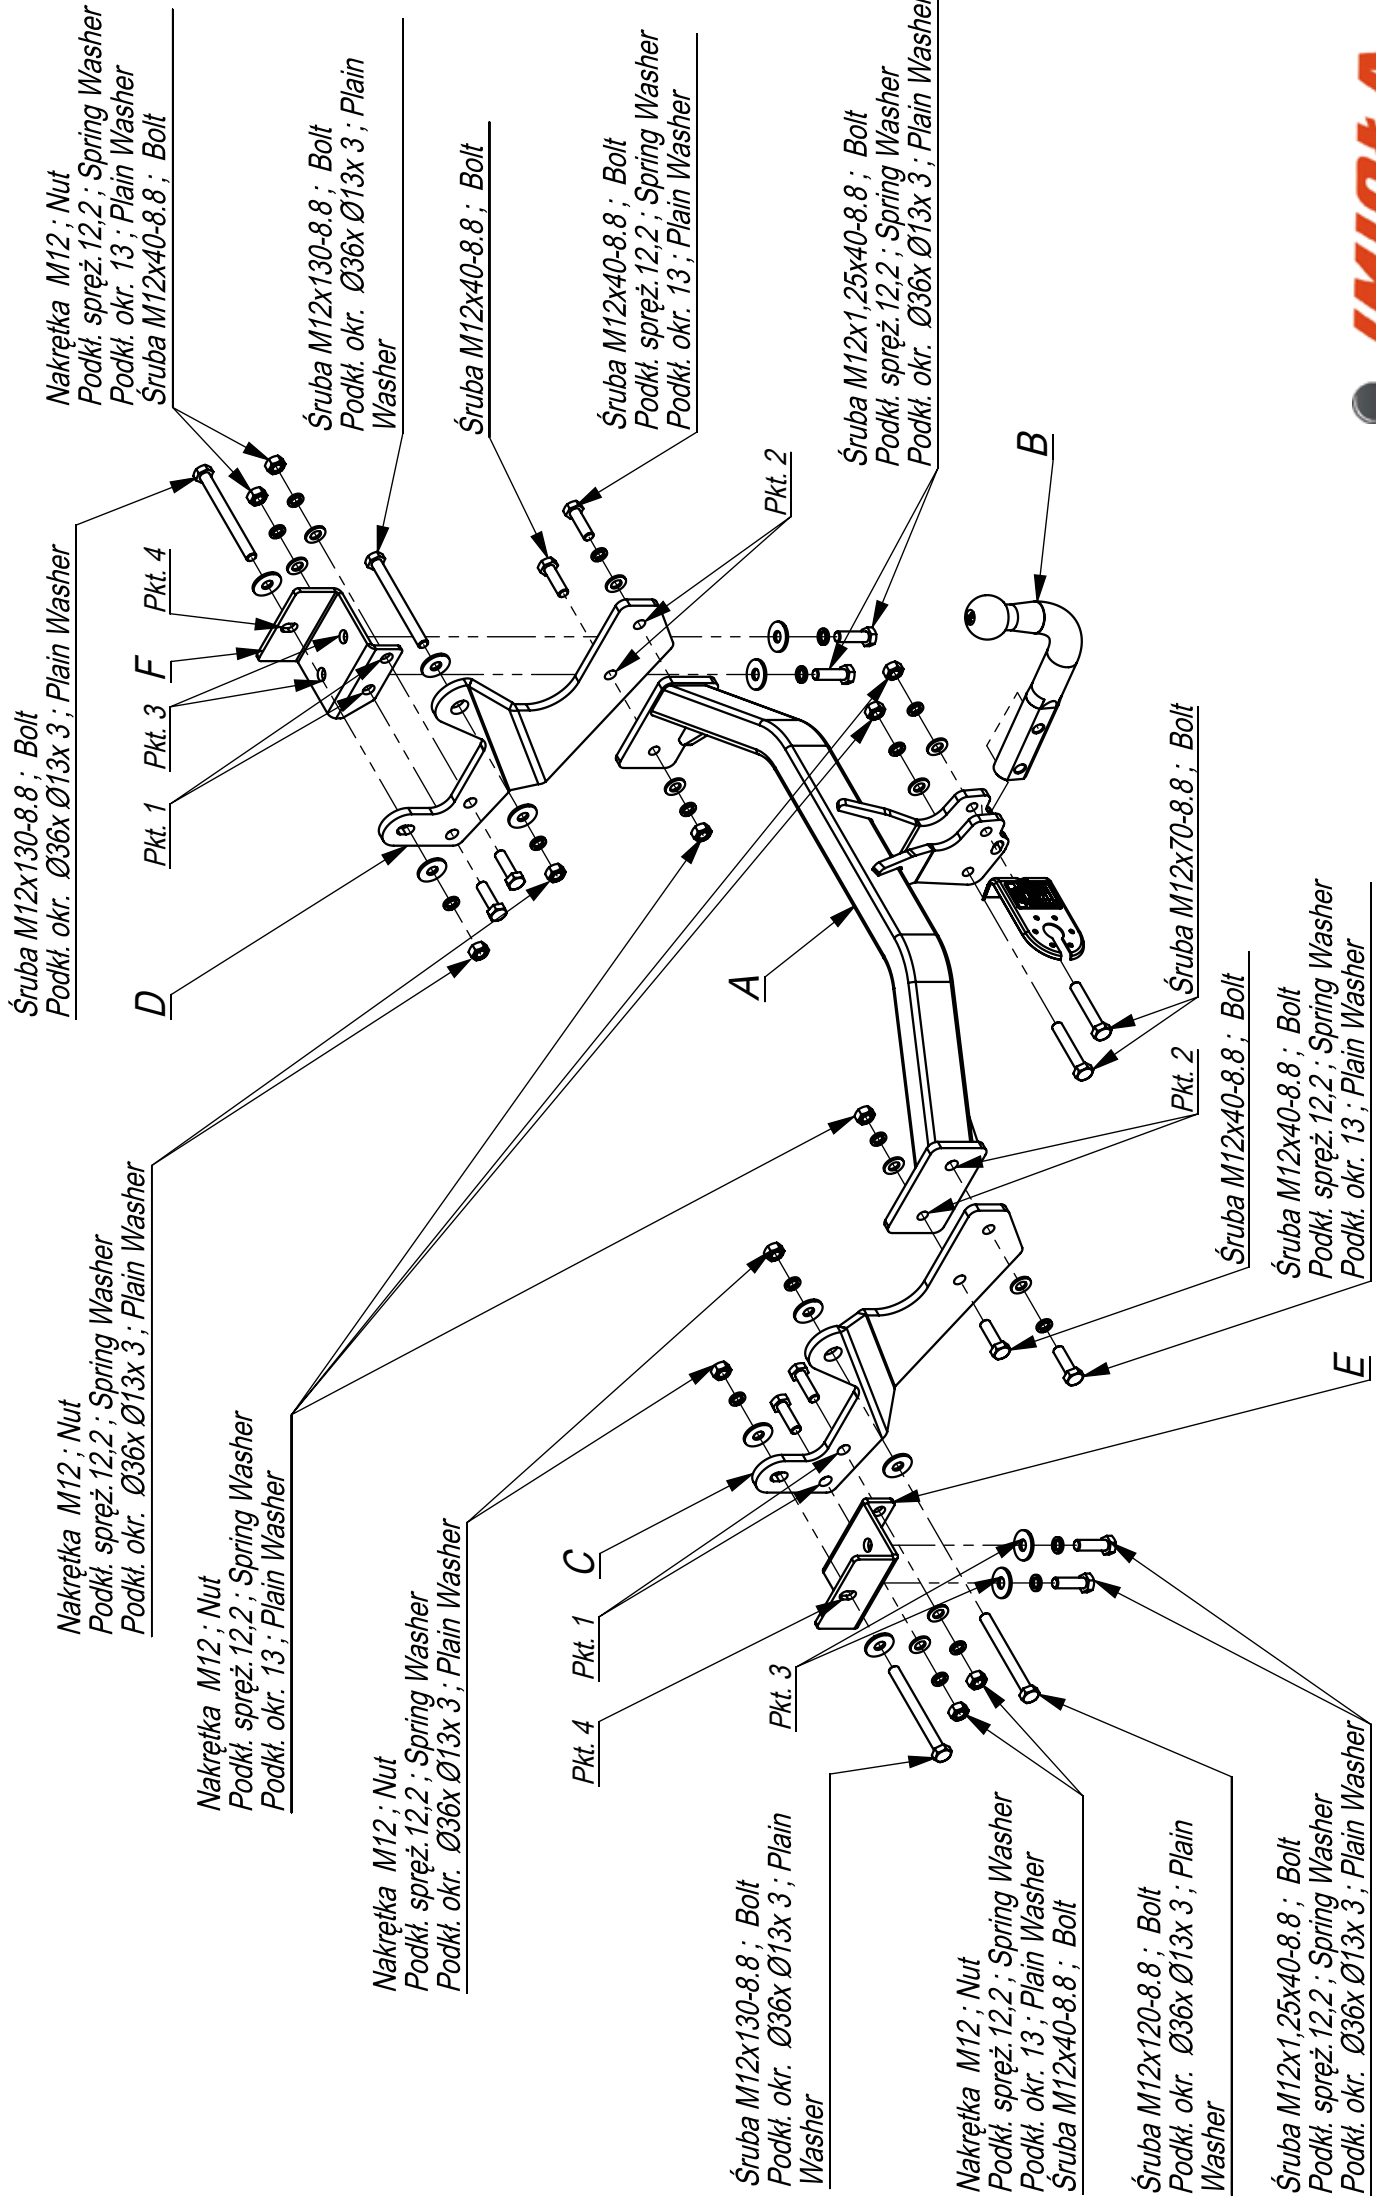 Nakrętka M12 ; Nut
Podkł. spręż.12,2 ; Spring Washer
Podkł. okr. 13 ; Plain Washer
Śruba M12x40-8.8 ; Bolt
Śruba M12x130-8.8 ; Bolt
Podkł. okr. Ø36x Ø13x 3 ; Plain
Washer
Śruba M12x40-8.8 ; Bolt
Śruba M12x40-8.8 ; Bolt
Podkł. spręż.12,2 ; Spring Washer
Podkł. okr. 13 ; Plain Washer
Śruba M12x1,25x40-8.8 ; Bolt
Podkł. spręż.12,2 ; Spring Washer
Podkł. okr. Ø36x Ø13x 3 ; Plain Washer
Śruba M12x130-8.8 ; Bolt
Podkł. okr. Ø36x Ø13x 3 ; Plain Washer
Pkt. 4
F
Pkt. 3
Pkt. 1
D
Pkt. 2
B
A
Śruba M12x70-8.8 ; Bolt
Pkt. 2
Śruba M12x40-8.8 ; Bolt
Śruba M12x40-8.8 ; Bolt
Podkł. spręż.12,2 ; Spring Washer
Podkł. okr. 13 ; Plain Washer
E
Nakrętka M12 ; Nut
Podkł. spręż.12,2 ; Spring Washer
Podkł. okr. Ø36x Ø13x 3 ; Plain Washer
Nakrętka M12 ; Nut
Podkł. spręż.12,2 ; Spring Washer
Podkł. okr. 13 ; Plain Washer
Nakrętka M12 ; Nut
Podkł. spręż.12,2 ; Spring Washer
Podkł. okr. Ø36x Ø13x 3 ; Plain Washer
C
Pkt. 1
Pkt. 4
Pkt. 3
Śruba M12x130-8.8 ; Bolt
Podkł. okr. Ø36x Ø13x 3 ; Plain
Washer
Nakrętka M12 ; Nut
Podkł. spręż.12,2 ; Spring Washer
Podkł. okr. 13 ; Plain Washer
Śruba M12x40-8.8 ; Bolt
Śruba M12x120-8.8 ; Bolt
Podkł. okr. Ø36x Ø13x 3 ; Plain
Washer
Śruba M12x1,25x40-8.8 ; Bolt
Podkł. spręż.12,2 ; Spring Washer
Podkł. okr. Ø36x Ø13x 3 ; Plain Washer